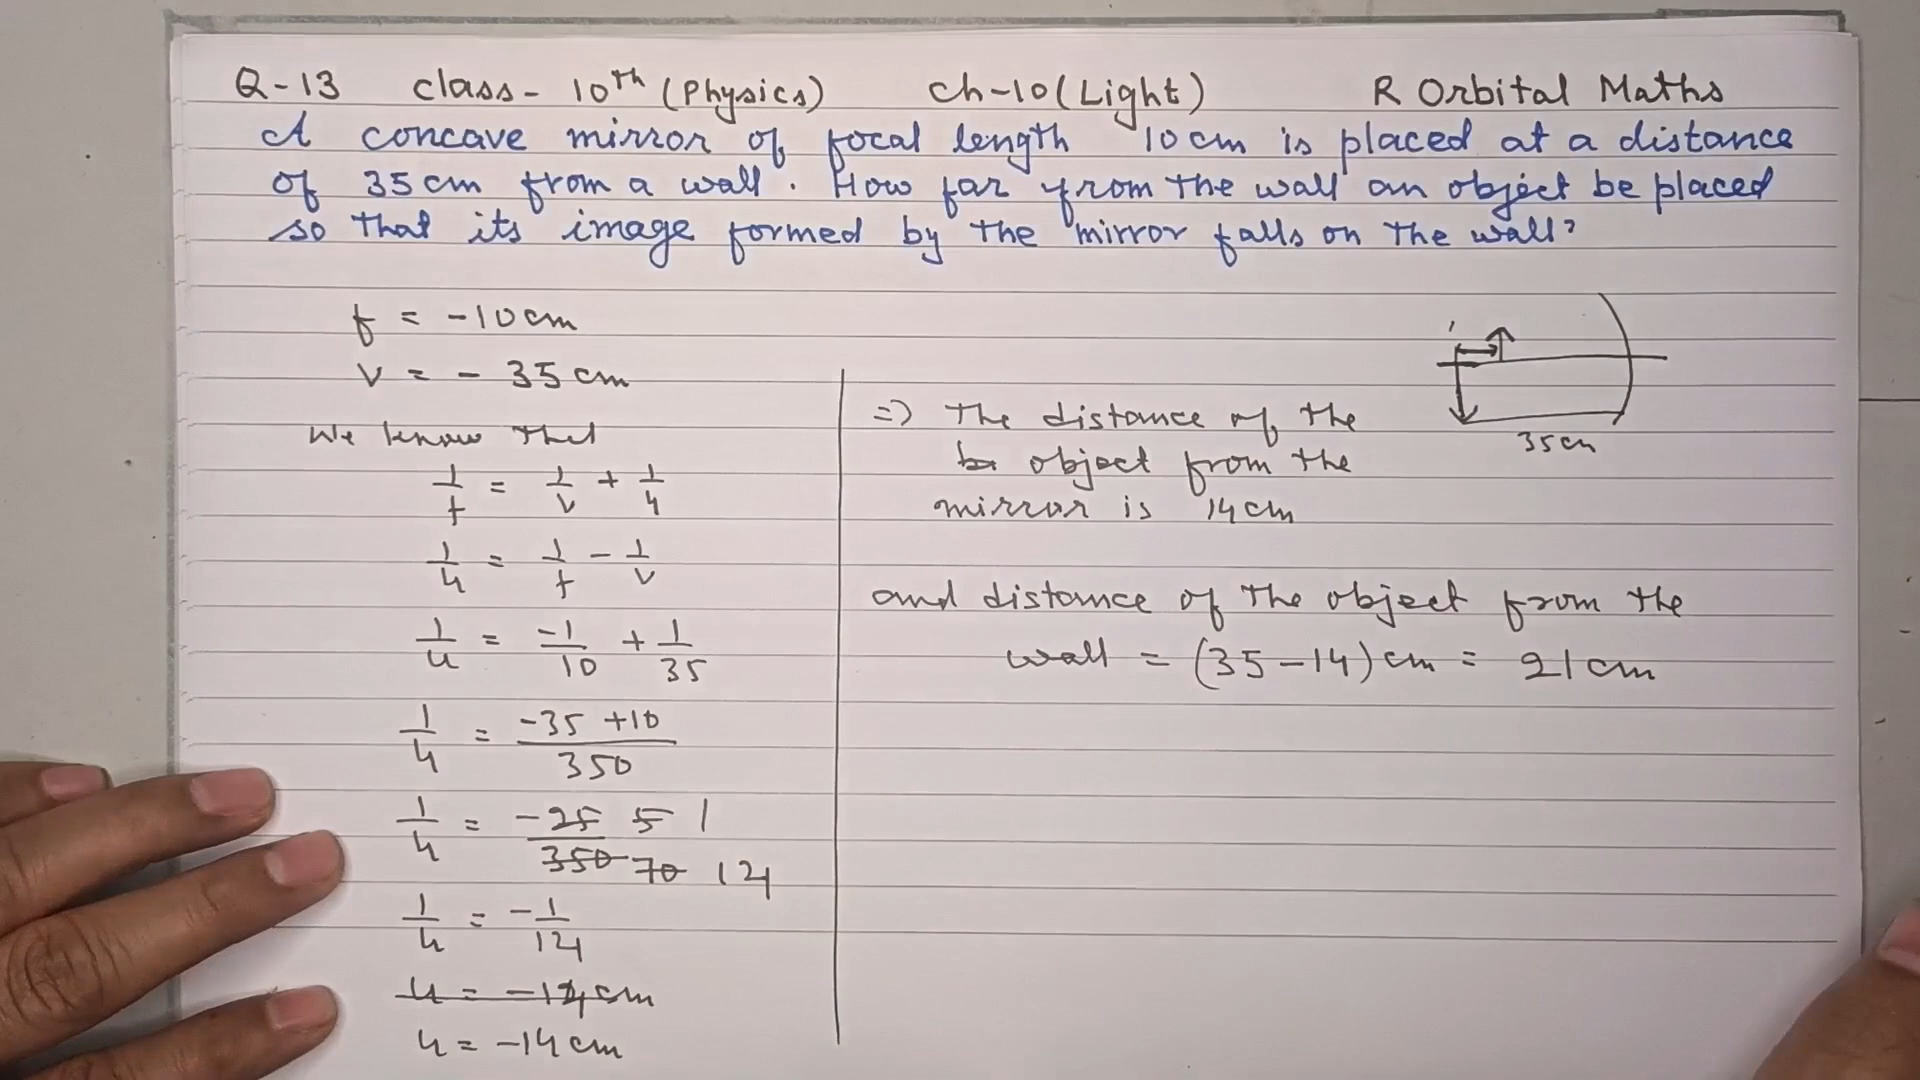 Q-13 class- 10th (Physics) Ch-10 (Light) R Orbital Maths
A concave mirror of focal length 10 cm is placed at a distance
of 35 cm from a wall. How far from the wall an object be placed
so that its image formed by the mirror falls on the wall?
f = -10 cm
v = - 35 cm
We know that
1/f = 1/v + 1/u
1/u = 1/f - 1/v
1/u = -1/10 + 1/35
1/u = -35 +10 / 350
1/u = -25 5 1 / 350 70 14
1/u = -1/14
u = -14 cm
u = -14 cm
35 cm
=) The distance of the
object from the
mirror is 14 cm
and distance of the object from the
wall = (35-14) cm = 21 cm